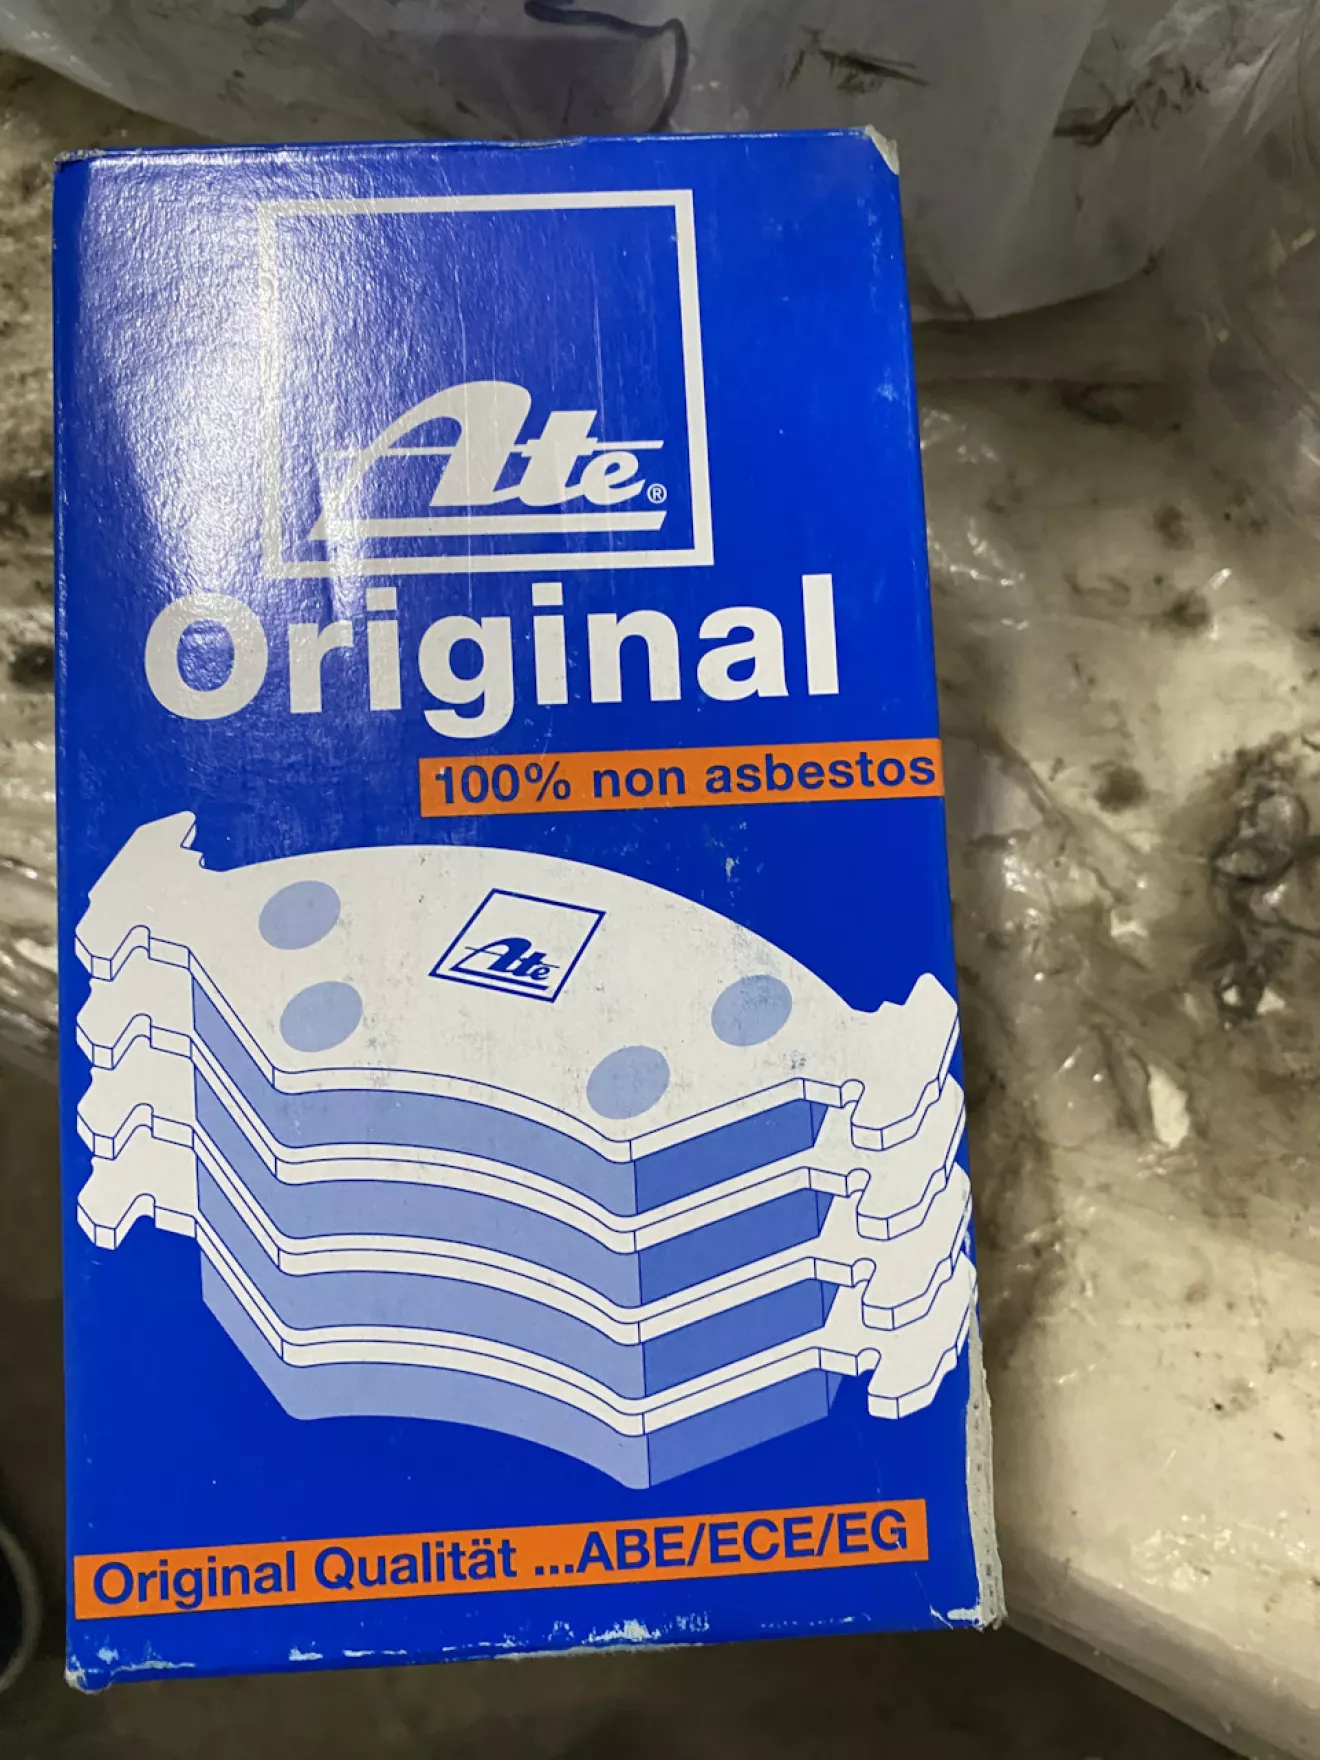 Ate®
Original
100% non asbestos
Ate
Original Qualität ...ABE/ECE/EG